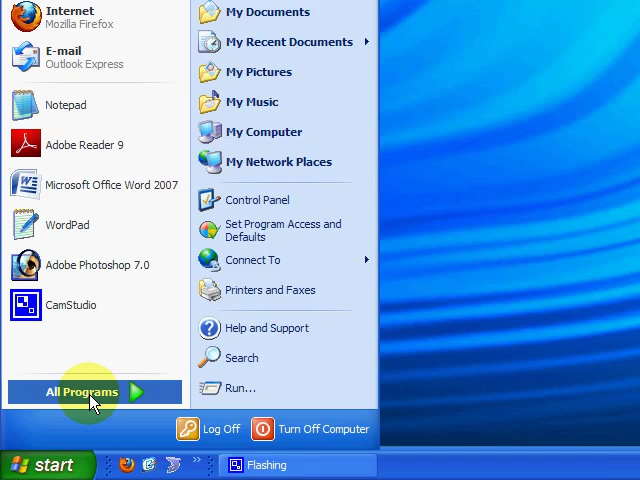 Internet
Mozilla Firefox
E-mail
Outlook Express
Notepad
Adobe Reader 9
Microsoft Office Word 2007
WordPad
Adobe Photoshop 7.0
CamStudio
All Programs
My Documents
My Recent Documents
My Pictures
My Music
My Computer
My Network Places
Control Panel
Set Program Access and
Defaults
Connect To
Printers and Faxes
Help and Support
Search
Run...
Log Off
Turn Off Computer
start
Flashing